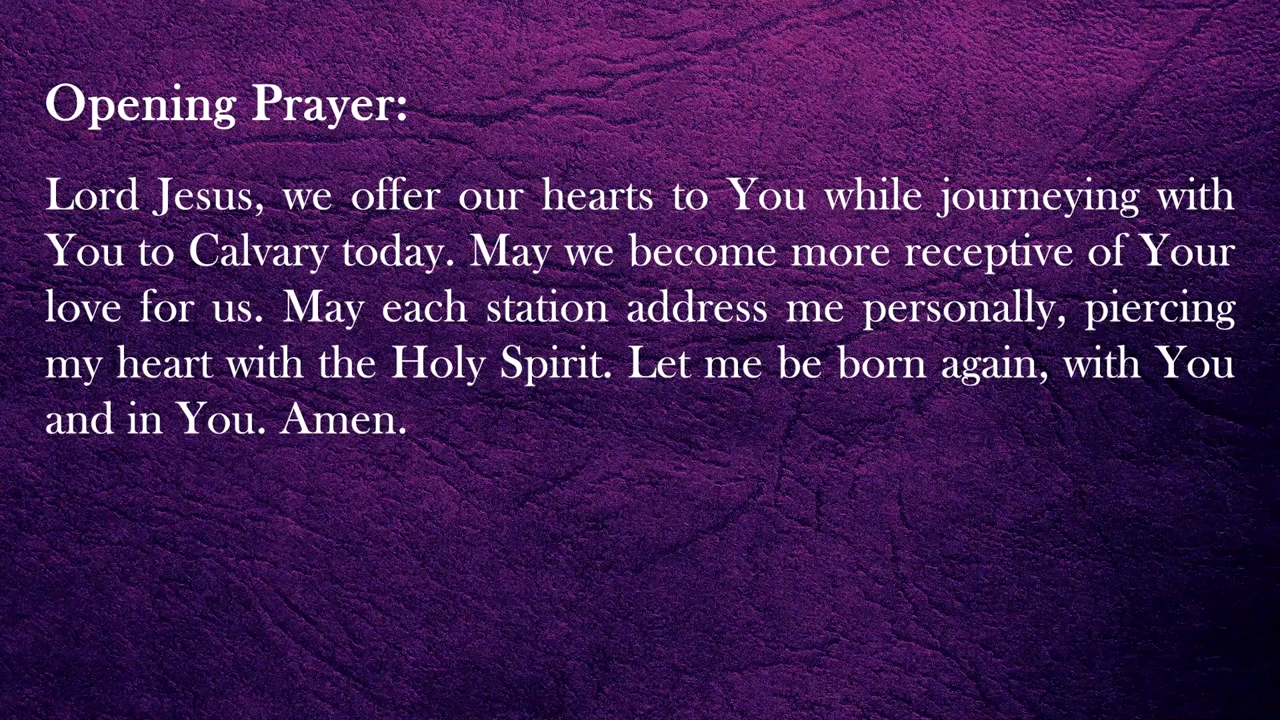 Opening Prayer:
Lord Jesus, we offer our hearts to You while journeying with
You to Calvary today. May we become more receptive of Your
love for us. May each station address me personally, piercing
my heart with the Holy Spirit. Let me be born again, with You
and in You. Amen.